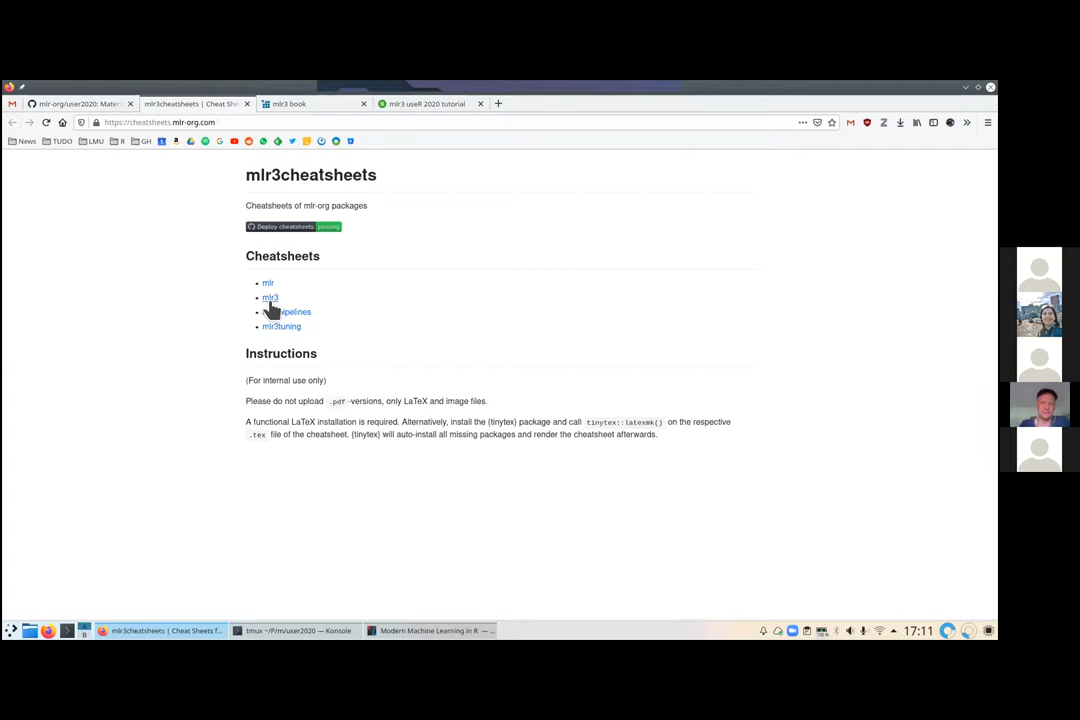 mlr-org/user2020: Mater
mlr3cheatsheets | Cheat She
mlr3 book
mlr3 useR 2020 tutorial
https://cheatsheets.mlr-org.com
News
TUDO
LMU
R
GH
mlr3cheatsheets
Cheatsheets of mlr-org packages
Deploy cheatsheets passing
Cheatsheets
mlr
mlr3
pipelines
mlr3tuning
Instructions
(For internal use only)
Please do not upload .pdf -versions, only LaTeX and image files.
A functional LaTeX installation is required. Alternatively, install the {tinytex} package and call tinytex::latexmk() on the respective
.tex file of the cheatsheet. {tinytex} will auto-install all missing packages and render the cheatsheet afterwards.
mlr3cheatsheets | Cheat Sheets f...
tmux ~/P/m/user2020 — Konsole
Modern Machine Learning in R — ...
17:11